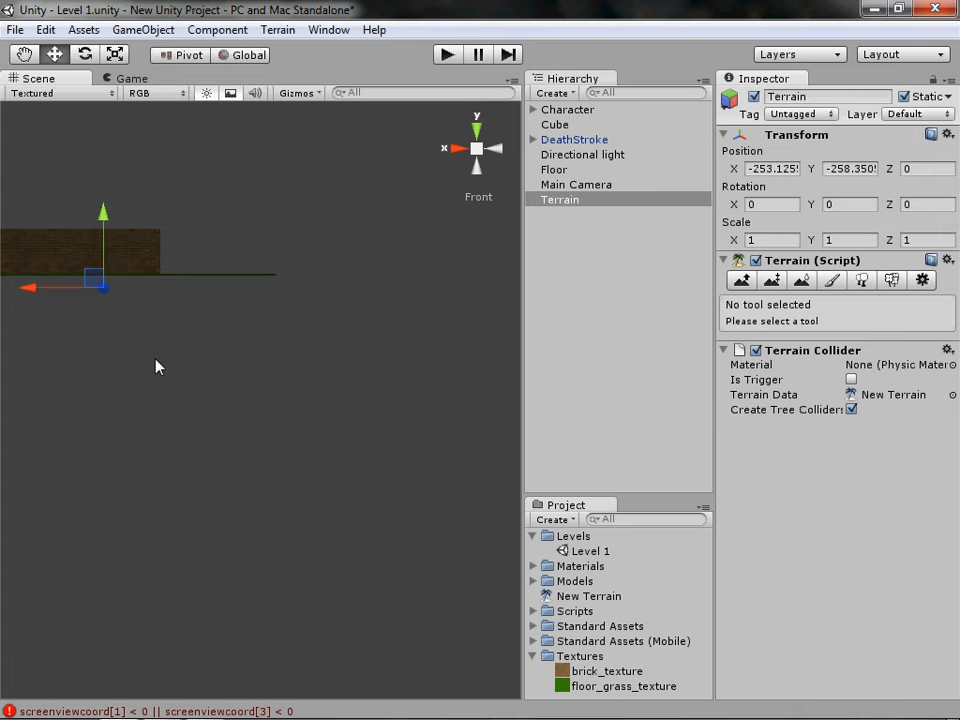 Unity - Level 1.unity - New Unity Project - PC and Mac Standalone*
File Edit Assets GameObject Component Terrain Window Help
Pivot Global Layers Layout
Scene Game
Textured RGB Gizmos All
y
x
Front
Hierarchy
Create All
Character
Cube
DeathStroke
Directional light
Floor
Main Camera
Terrain
Project
Create All
Levels
Level 1
Materials
Models
New Terrain
Scripts
Standard Assets
Standard Assets (Mobile)
Textures
brick_texture
floor_grass_texture
Inspector
Terrain Static
Tag Untagged Layer Default
Transform
Position
X -253.125 Y -258.350 Z 0
Rotation
X 0 Y 0 Z 0
Scale
X 1 Y 1 Z 1
Terrain (Script)
No tool selected
Please select a tool
Terrain Collider
Material None (Physic Mater
Is Trigger
Terrain Data New Terrain
Create Tree Colliders
screenviewcoord[1] < 0 || screenviewcoord[3] < 0